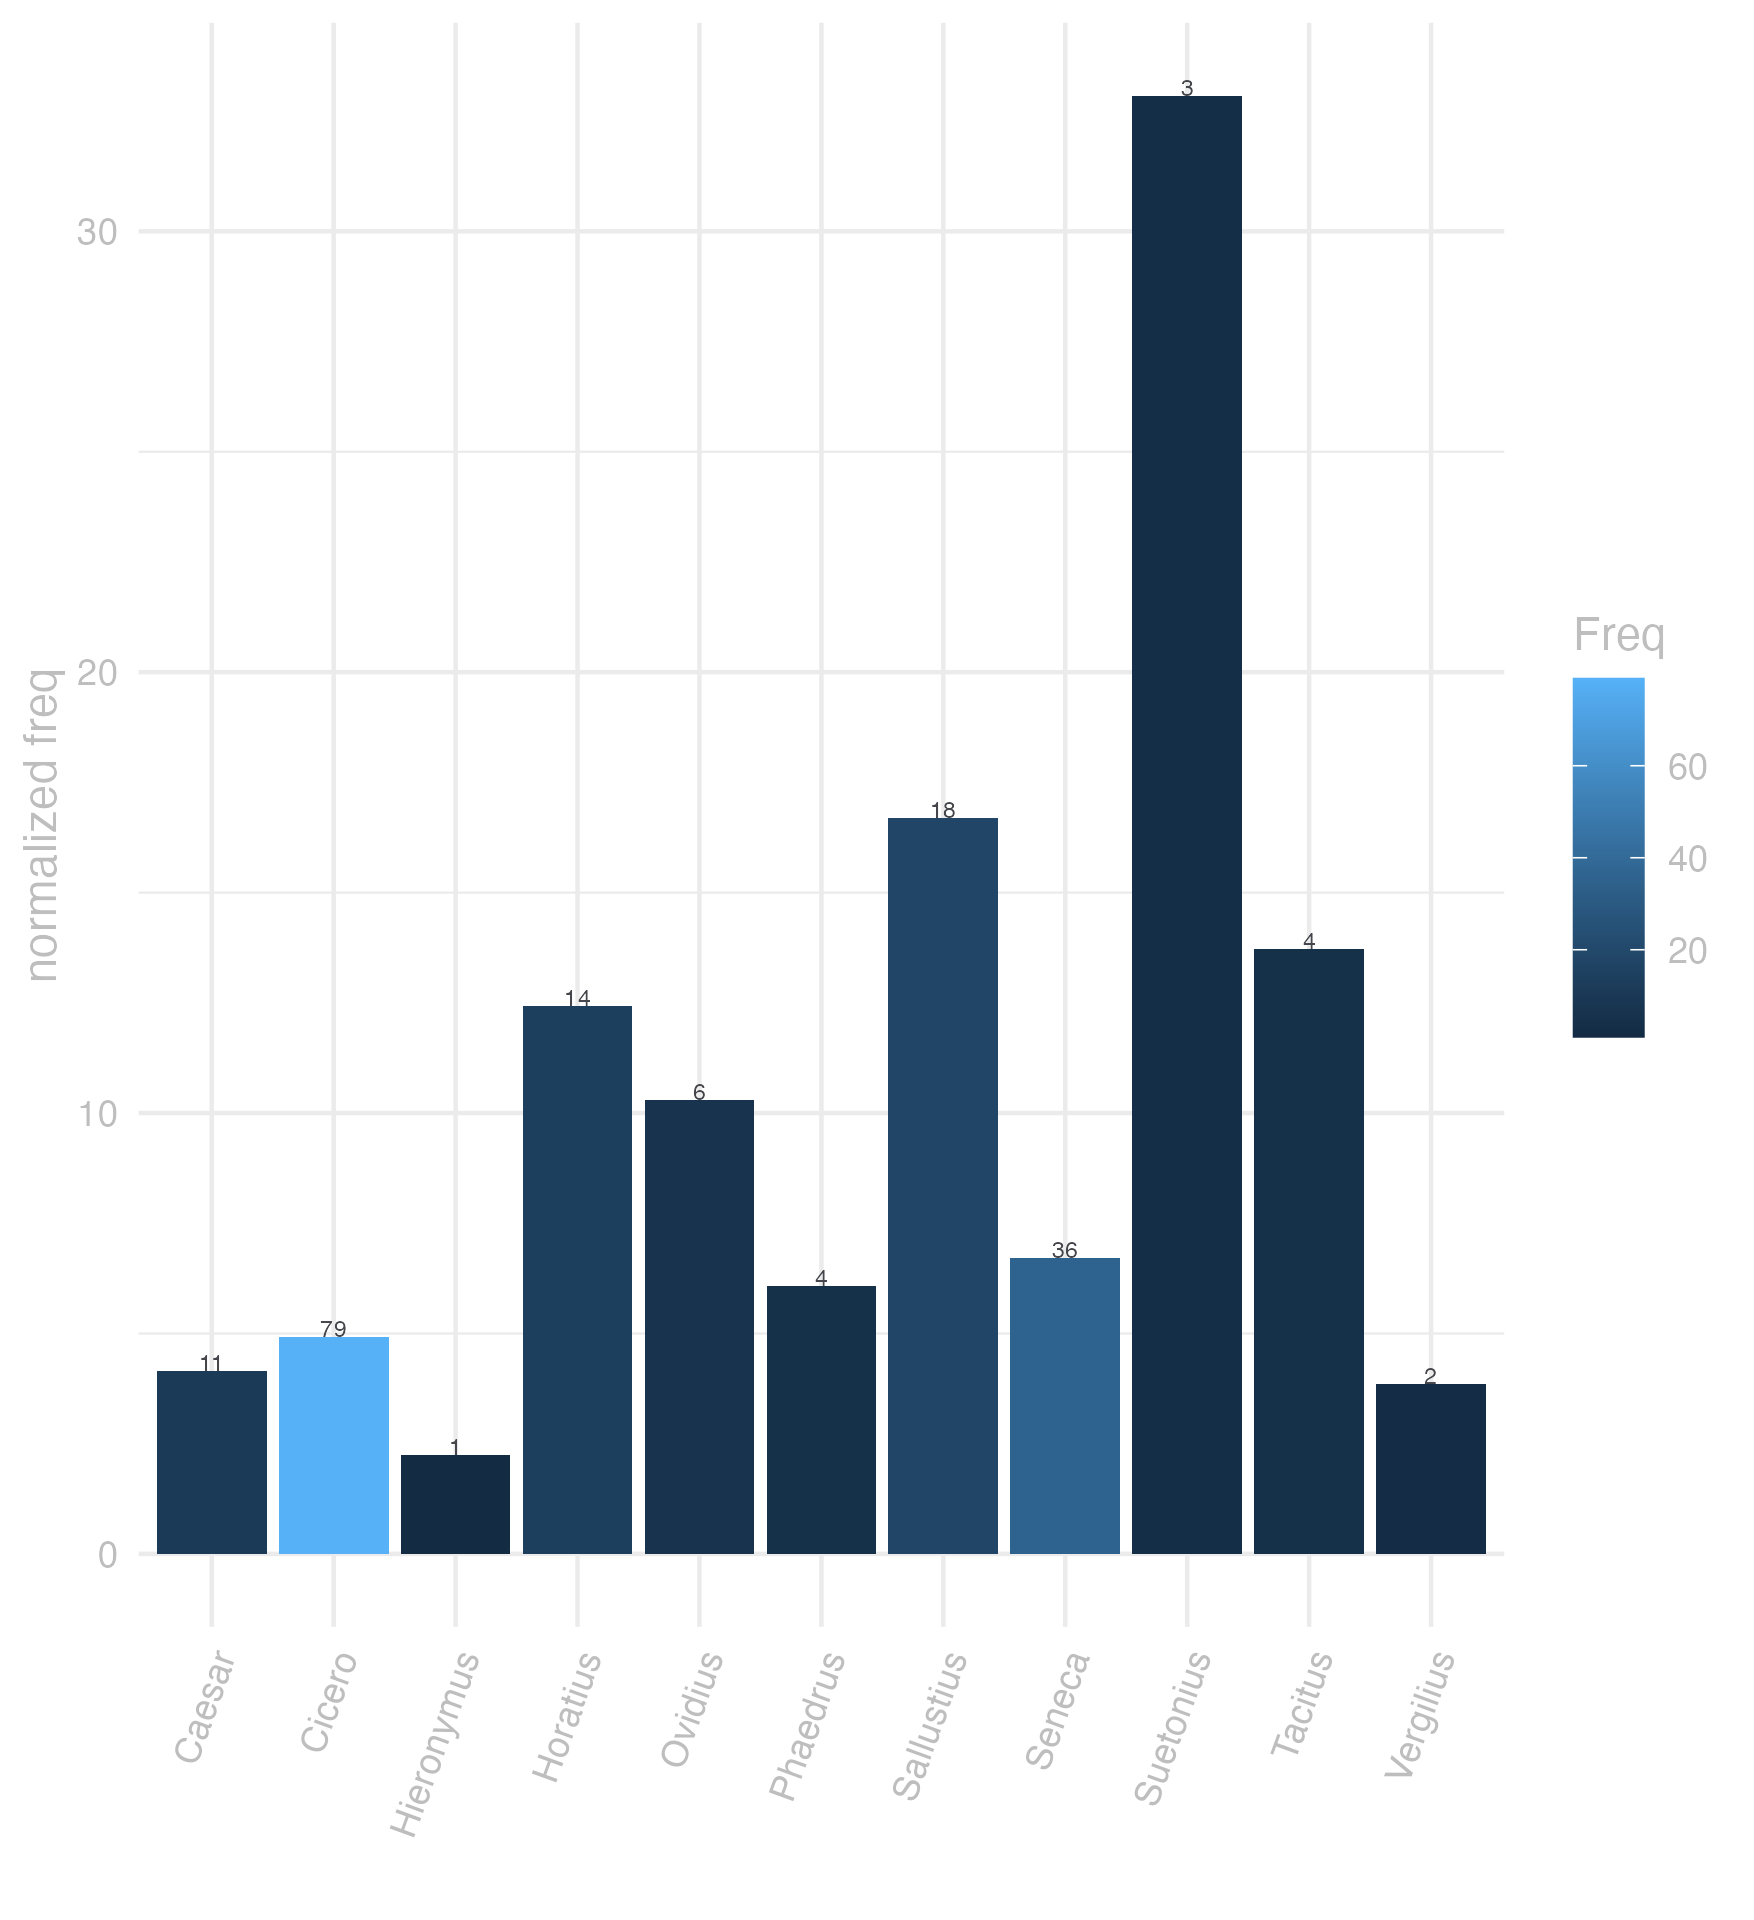 3
30
Freq
20
normalized freq
60
18
40
4
20
14
6
10
36
4
79
11
2
1
0
Caesar
Cicero
Hieronymus
Horatius
Ovidius
Phaedrus
Sallustius
Seneca
Suetonius
Tacitus
Vergilius